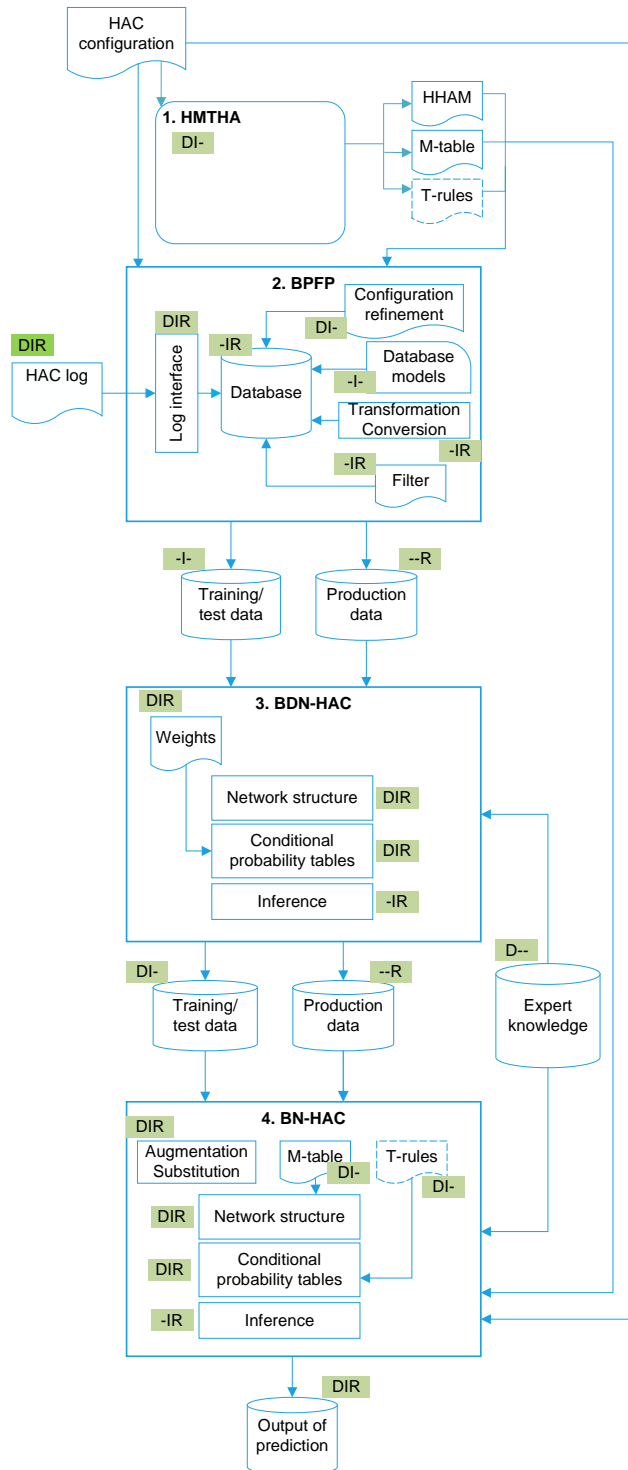 HAC
configuration
1. HMTHA
DI-
HHAM
M-table
T-rules
2. BPFP
DIR
HAC log
DIR
Log interface
-IR
Database
Configuration
refinement
DI-
Database
models
-I-
Transformation
Conversion
-IR
-IR
Filter
-I-
Training/
test data
--R
Production
data
3. BDN-HAC
DIR
Weights
Network structure
DIR
Conditional
probability tables
DIR
Inference
-IR
DI-
Training/
test data
--R
Production
data
D--
Expert
knowledge
4. BN-HAC
DIR
Augmentation
Substitution
M-table
DI-
T-rules
DI-
DIR
Network structure
DIR
Conditional
probability tables
-IR
Inference
DIR
Output of
prediction